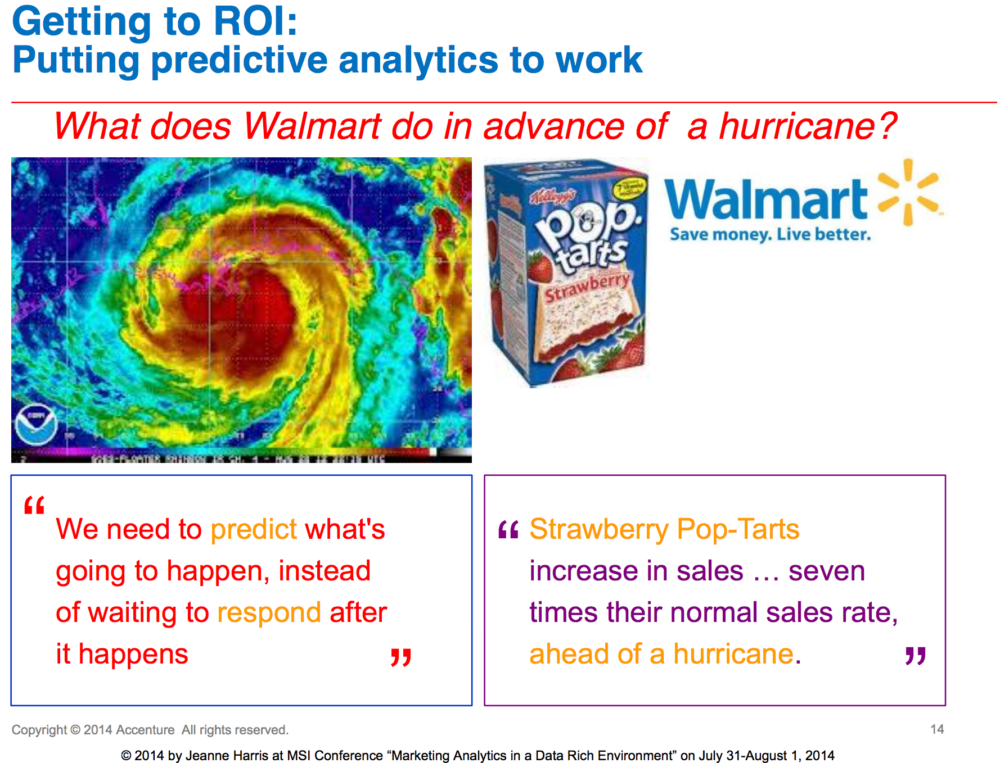 Getting to ROI:
Putting predictive analytics to work
What does Walmart do in advance of a hurricane?
Kellogg's
pop.
tarts
Strawberry
Walmart
Save money. Live better.
“
We need to predict what's
going to happen, instead
of waiting to respond after
it happens
”
“ Strawberry Pop-Tarts
increase in sales … seven
times their normal sales rate,
ahead of a hurricane. ”
Copyright © 2014 Accenture All rights reserved.
14
© 2014 by Jeanne Harris at MSI Conference “Marketing Analytics in a Data Rich Environment” on July 31-August 1, 2014